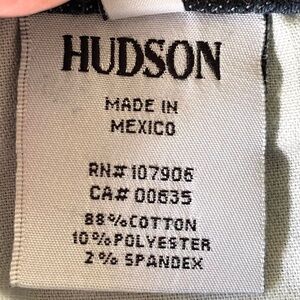 HUDSON
MADE IN
MEXICO
RN# 107906
CA# 00635
88%COTTON
10%POLYESTER
2% SPANDEX